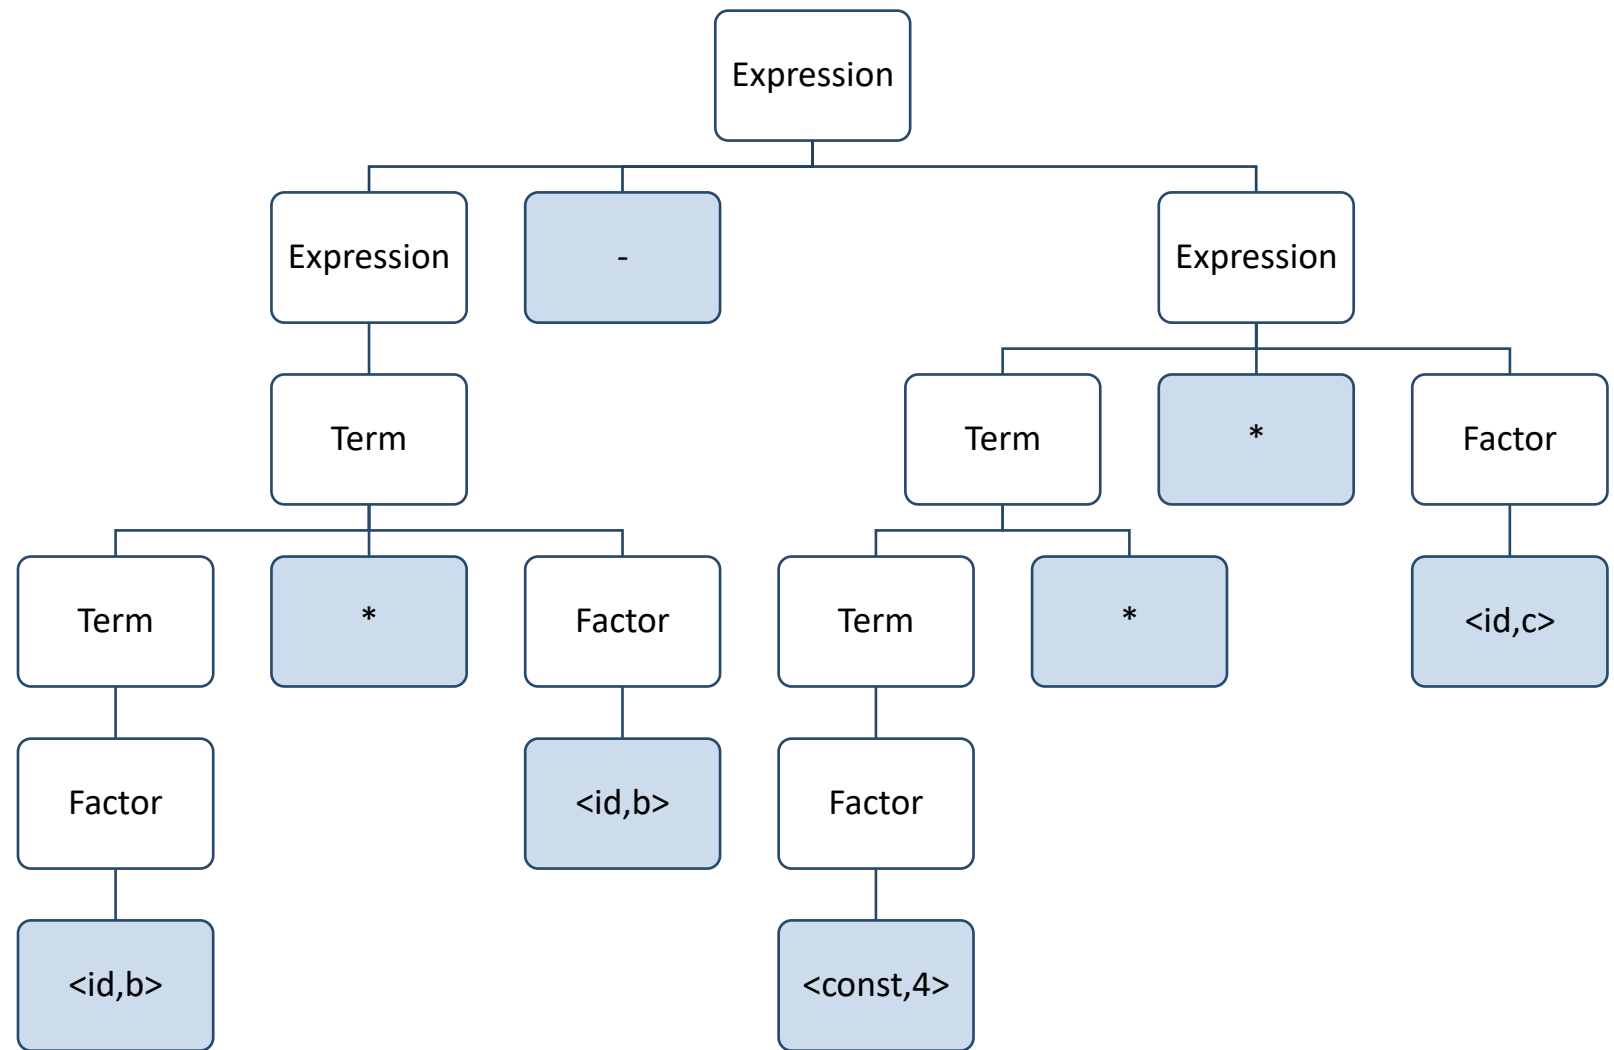 Expression
Expression
-
Expression
Term
Term
*
Factor
Term
*
Factor
Term
*
<id,c>
Factor
<id,b>
Factor
<id,b>
<const,4>